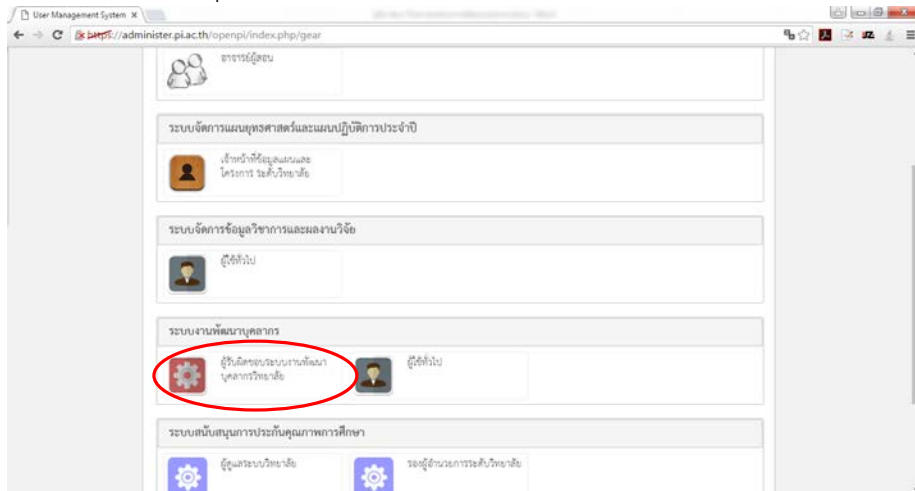 User Management System
https://administer.pi.ac.th/openpi/index.php/gear
อาจารย์ผู้สอน
ระบบจัดการแผนยุทธศาสตร์และแผนปฏิบัติการประจำปี
เจ้าหน้าที่ข้อมูลแผนและ
โครงการ ระดับวิทยาลัย
ระบบจัดการข้อมูลวิชาการและผลงานวิจัย
ผู้ใช้ทั่วไป
ระบบงานพัฒนาบุคลากร
ผู้รับผิดชอบระบบงานพัฒนา
บุคลากรวิทยาลัย
ผู้ใช้ทั่วไป
ระบบสนับสนุนการประกันคุณภาพการศึกษา
ผู้ดูแลระบบวิทยาลัย
รองผู้อำนวยการระดับวิทยาลัย